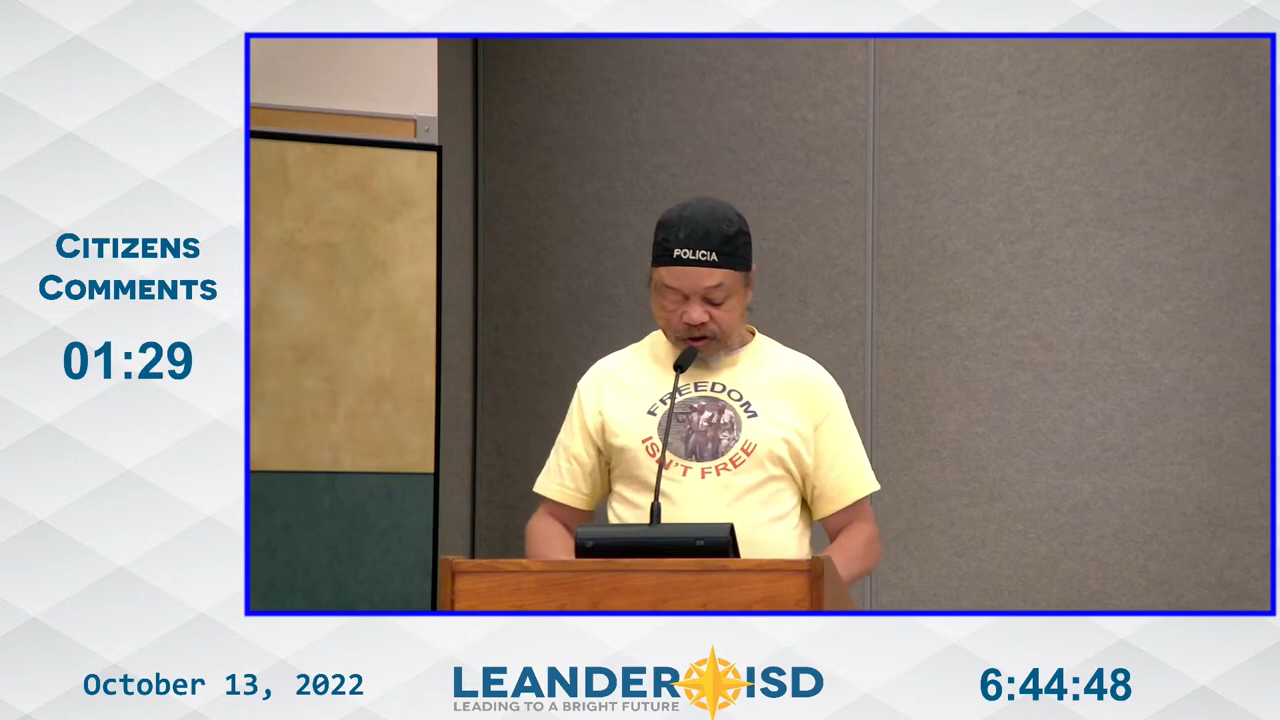 POLICIA
CITIZENS
COMMENTS
01:29
FREEDOM
ISN'T FREE
October 13, 2022
LEANDER ISD
LEADING TO A BRIGHT FUTURE
6:44:48